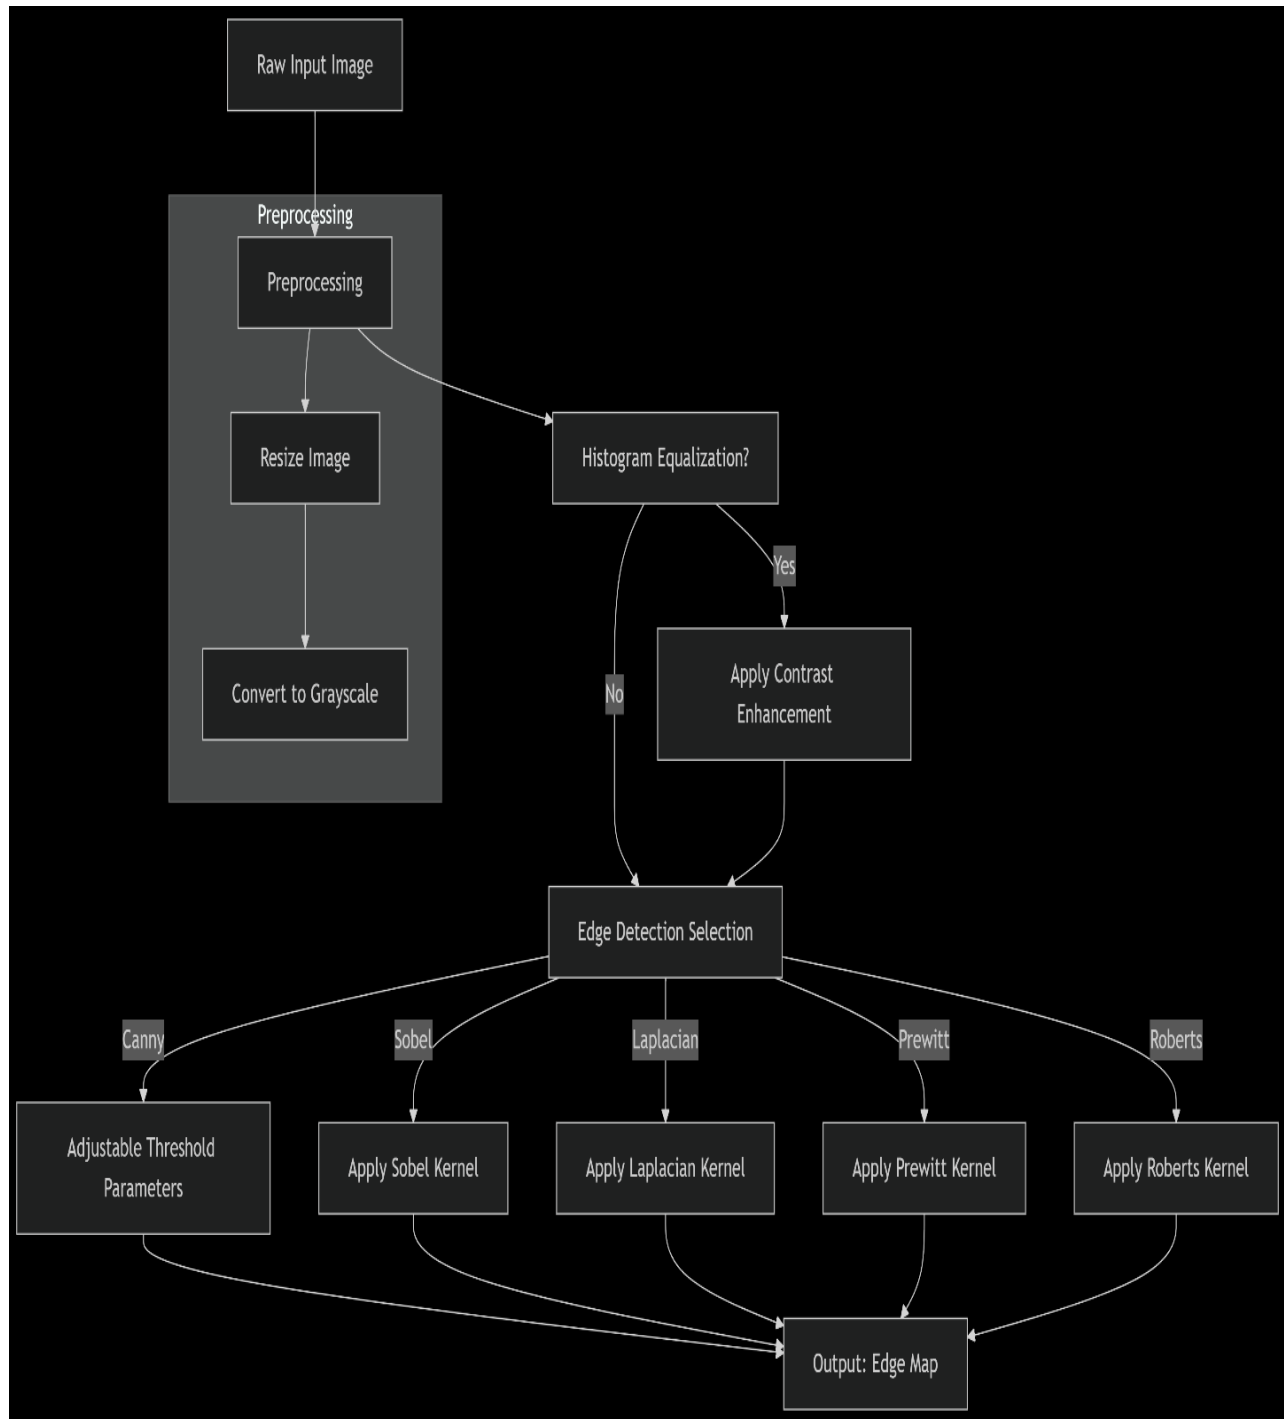 Raw Input Image
Preprocessing
Preprocessing
Resize Image
Histogram Equalization?
Yes
No
Convert to Grayscale
Apply Contrast
Enhancement
Edge Detection Selection
Canny
Sobel
Laplacian
Prewitt
Roberts
Adjustable Threshold
Parameters
Apply Sobel Kernel
Apply Laplacian Kernel
Apply Prewitt Kernel
Apply Roberts Kernel
Output: Edge Map